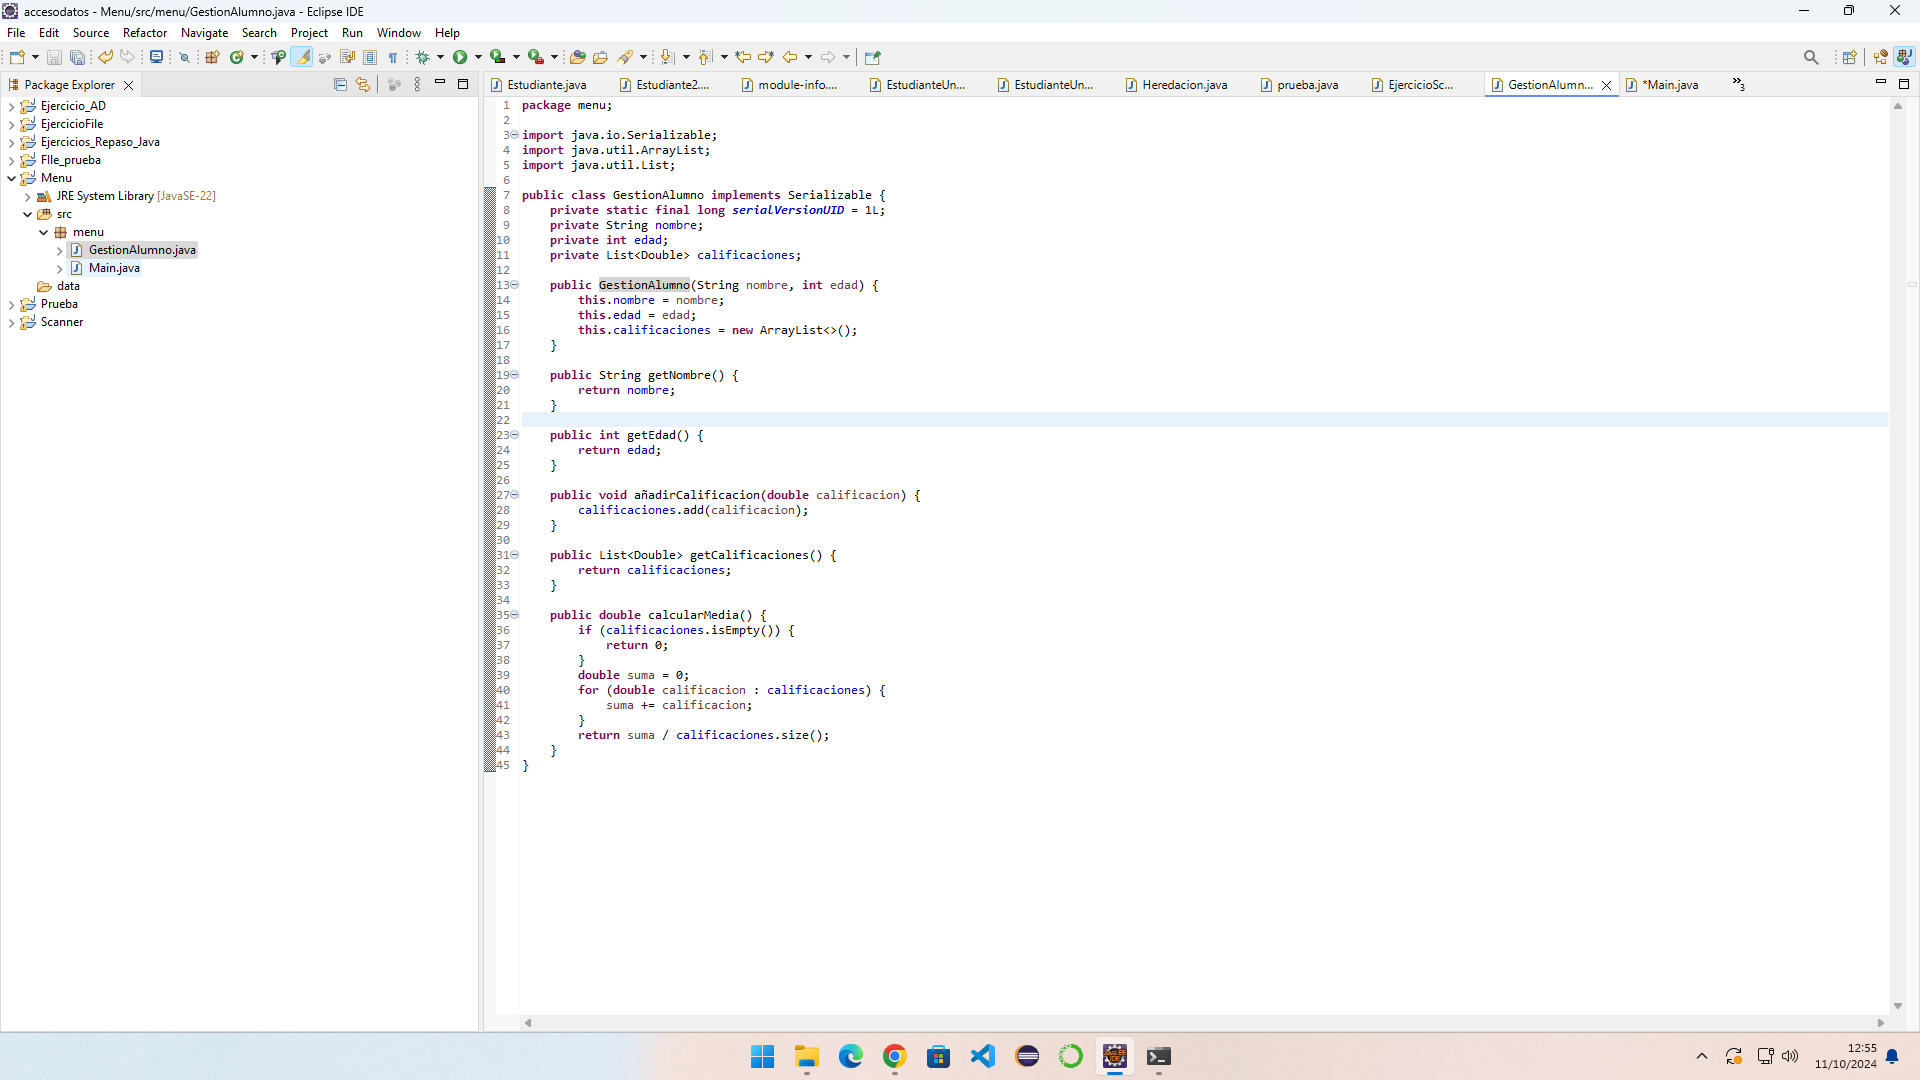 accesodatos - Menu/src/menu/GestionAlumno.java - Eclipse IDE
File Edit Source Refactor Navigate Search Project Run Window Help
Package Explorer
Ejercicio_AD
EjercicioFile
Ejercicios_Repaso_Java
FIle_prueba
Menu
JRE System Library [JavaSE-22]
src
menu
GestionAlumno.java
Main.java
data
Prueba
Scanner
Estudiante.java Estudiante2.... module-info.... EstudianteUn... EstudianteUn... Heredacion.java prueba.java EjercicioSc... GestionAlumn... *Main.java »3
1 package menu;
2
3 import java.io.Serializable;
4 import java.util.ArrayList;
5 import java.util.List;
6
7 public class GestionAlumno implements Serializable {
8     private static final long serialVersionUID = 1L;
9     private String nombre;
10     private int edad;
11     private List<Double> calificaciones;
12
13     public GestionAlumno(String nombre, int edad) {
14         this.nombre = nombre;
15         this.edad = edad;
16         this.calificaciones = new ArrayList<>();
17     }
18
19     public String getNombre() {
20         return nombre;
21     }
22
23     public int getEdad() {
24         return edad;
25     }
26
27     public void añadirCalificacion(double calificacion) {
28         calificaciones.add(calificacion);
29     }
30
31     public List<Double> getCalificaciones() {
32         return calificaciones;
33     }
34
35     public double calcularMedia() {
36         if (calificaciones.isEmpty()) {
37             return 0;
38         }
39         double suma = 0;
40         for (double calificacion : calificaciones) {
41             suma += calificacion;
42         }
43         return suma / calificaciones.size();
44     }
45 }
12:55
11/10/2024